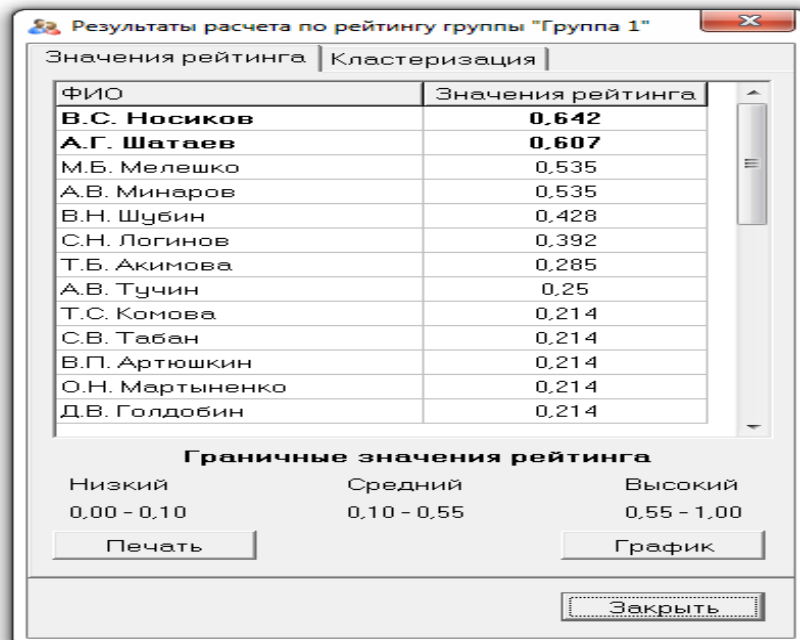 Результаты расчета по рейтингу группы "Группа 1"
Значения рейтинга Кластеризация
ФИО Значения рейтинга
В.С. Носиков 0,642
А.Г. Шатаев 0,607
М.Б. Мелешко 0,535
А.В. Минаров 0,535
В.Н. Шубин 0,428
С.Н. Логинов 0,392
Т.Б. Акимова 0,285
А.В. Тучин 0,25
Т.С. Комова 0,214
С.В. Табан 0,214
В.П. Артюшкин 0,214
О.Н. Мартыненко 0,214
Д.В. Голдобин 0,214
Граничные значения рейтинга
Низкий Средний Высокий
0,00 - 0,10 0,10 - 0,55 0,55 - 1,00
Печать График
Закрыть